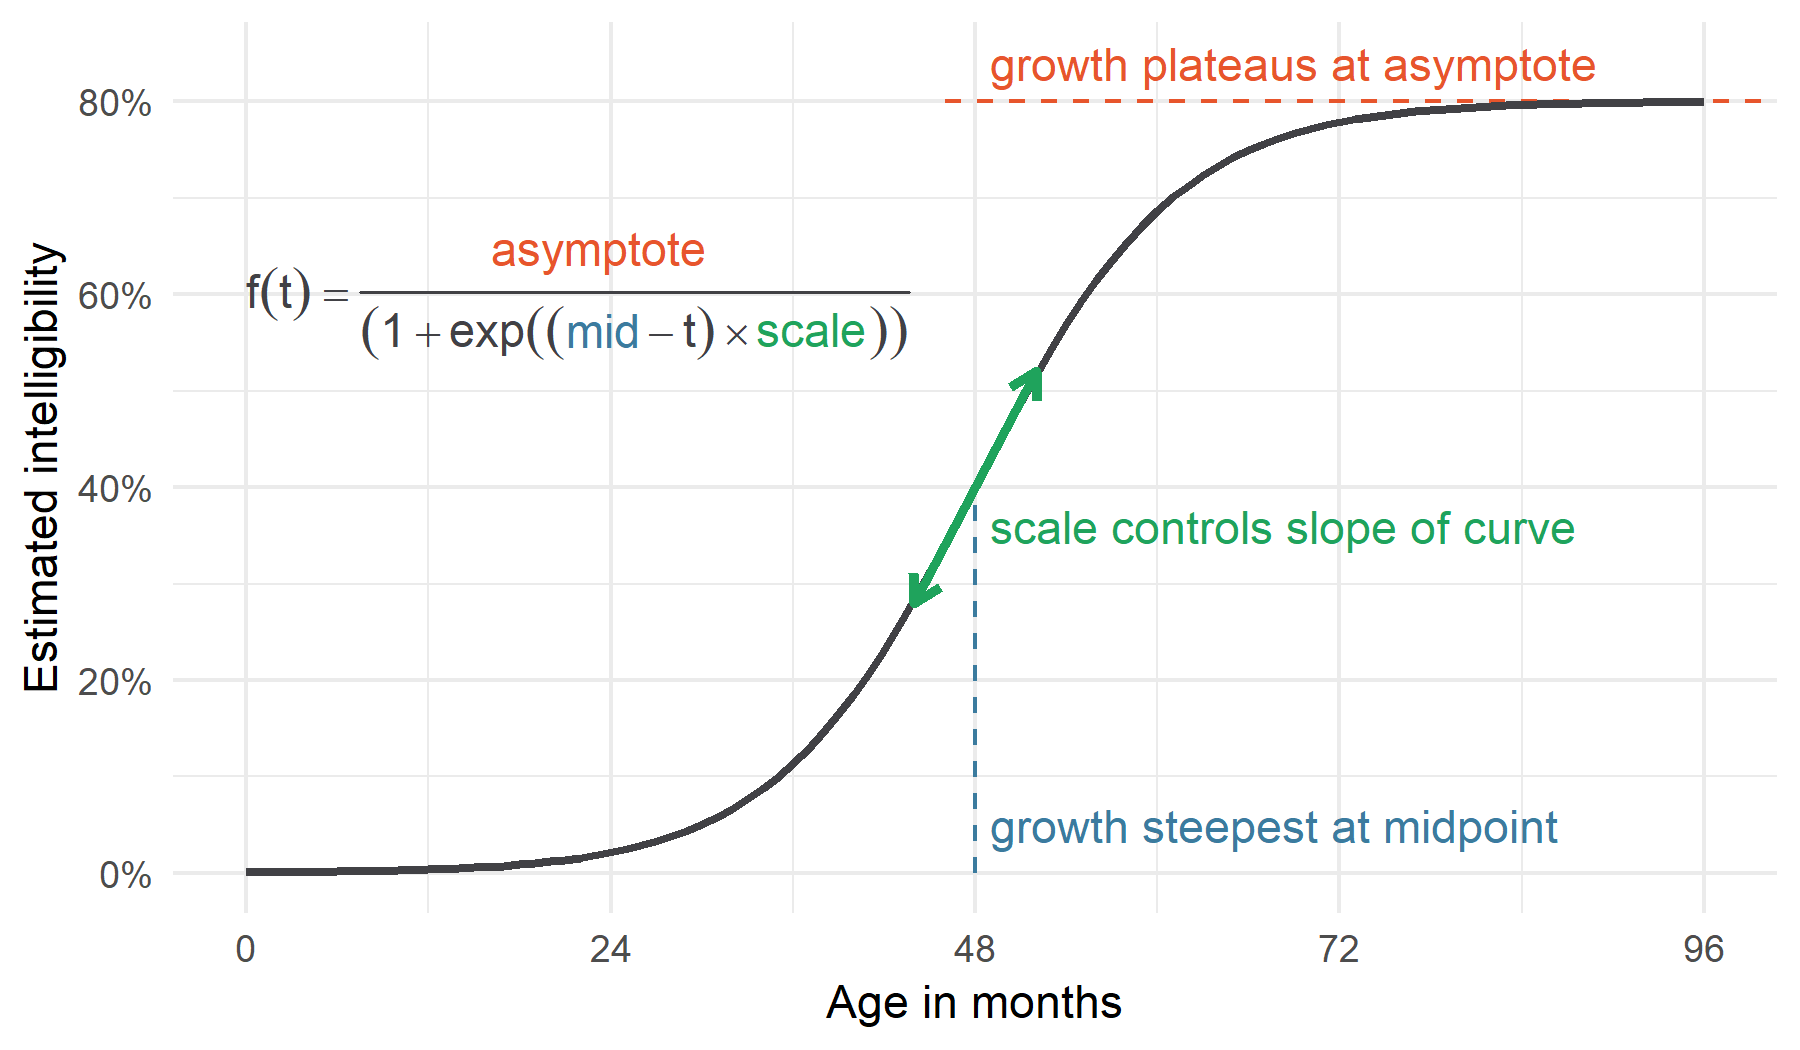 growth plateaus at asymptote
80%
asymptote
f(t) =
(1 + exp((mid − t) × scale))
60%
40%
scale controls slope of curve
20%
growth steepest at midpoint
0%
Estimated intelligibility
0 24 48 72 96
Age in months